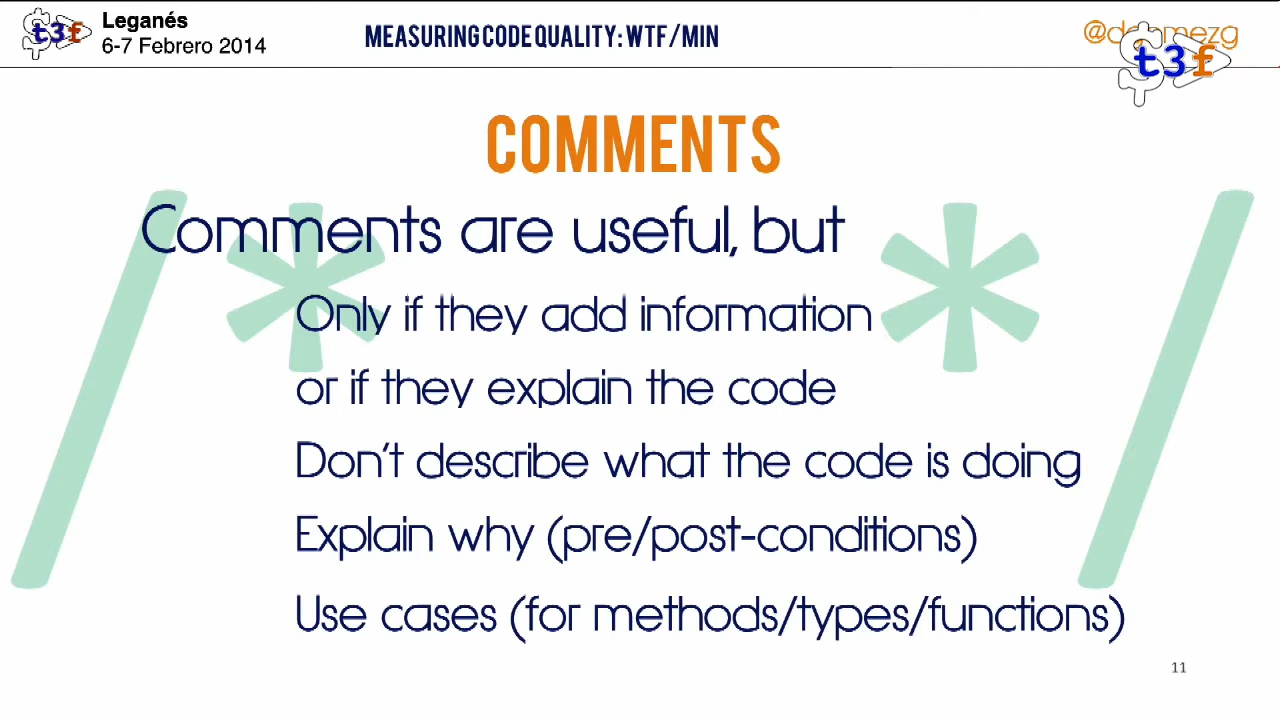 t3f
Leganés
6-7 Febrero 2014
MEASURING CODE QUALITY: WTF/MIN
t3f
COMMENTS
/* */
Comments are useful, but
Only if they add information
or if they explain the code
Don't describe what the code is doing
Explain why (pre/post-conditions)
Use cases (for methods/types/functions)
11